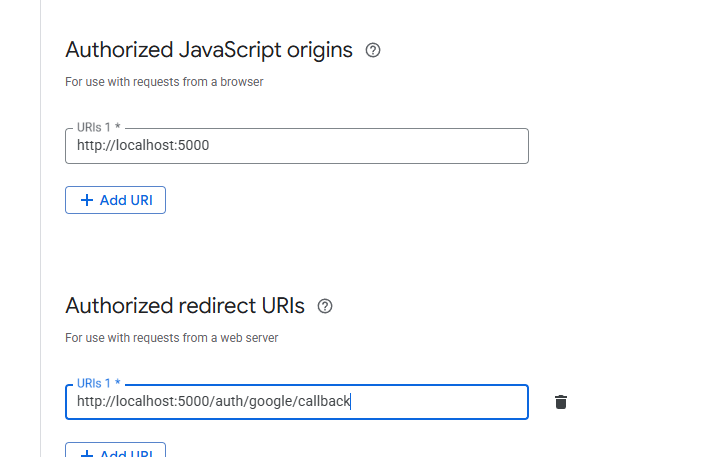 Authorized JavaScript origins
For use with requests from a browser
URIs 1 *
http://localhost:5000
+ Add URI
Authorized redirect URIs
For use with requests from a web server
URIs 1 *
http://localhost:5000/auth/google/callback
+ Add URI